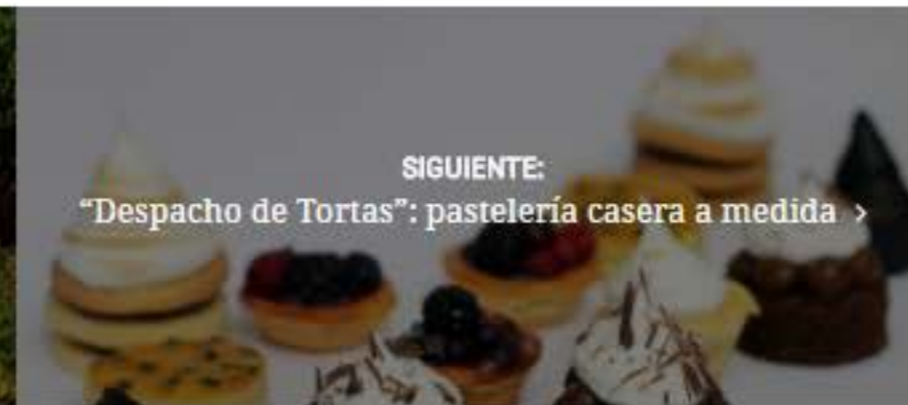 SIGUIENTE:
“Despacho de Tortas”: pastelería casera a medida ›